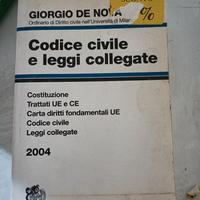 GIORGIO DE NOVA
Ordinario di Diritto civile nell'Università di Milano
%
Codice civile
e leggi collegate
Costituzione
Trattati UE e CE
Carta diritti fondamentali UE
Codice civile
Leggi collegate
2004